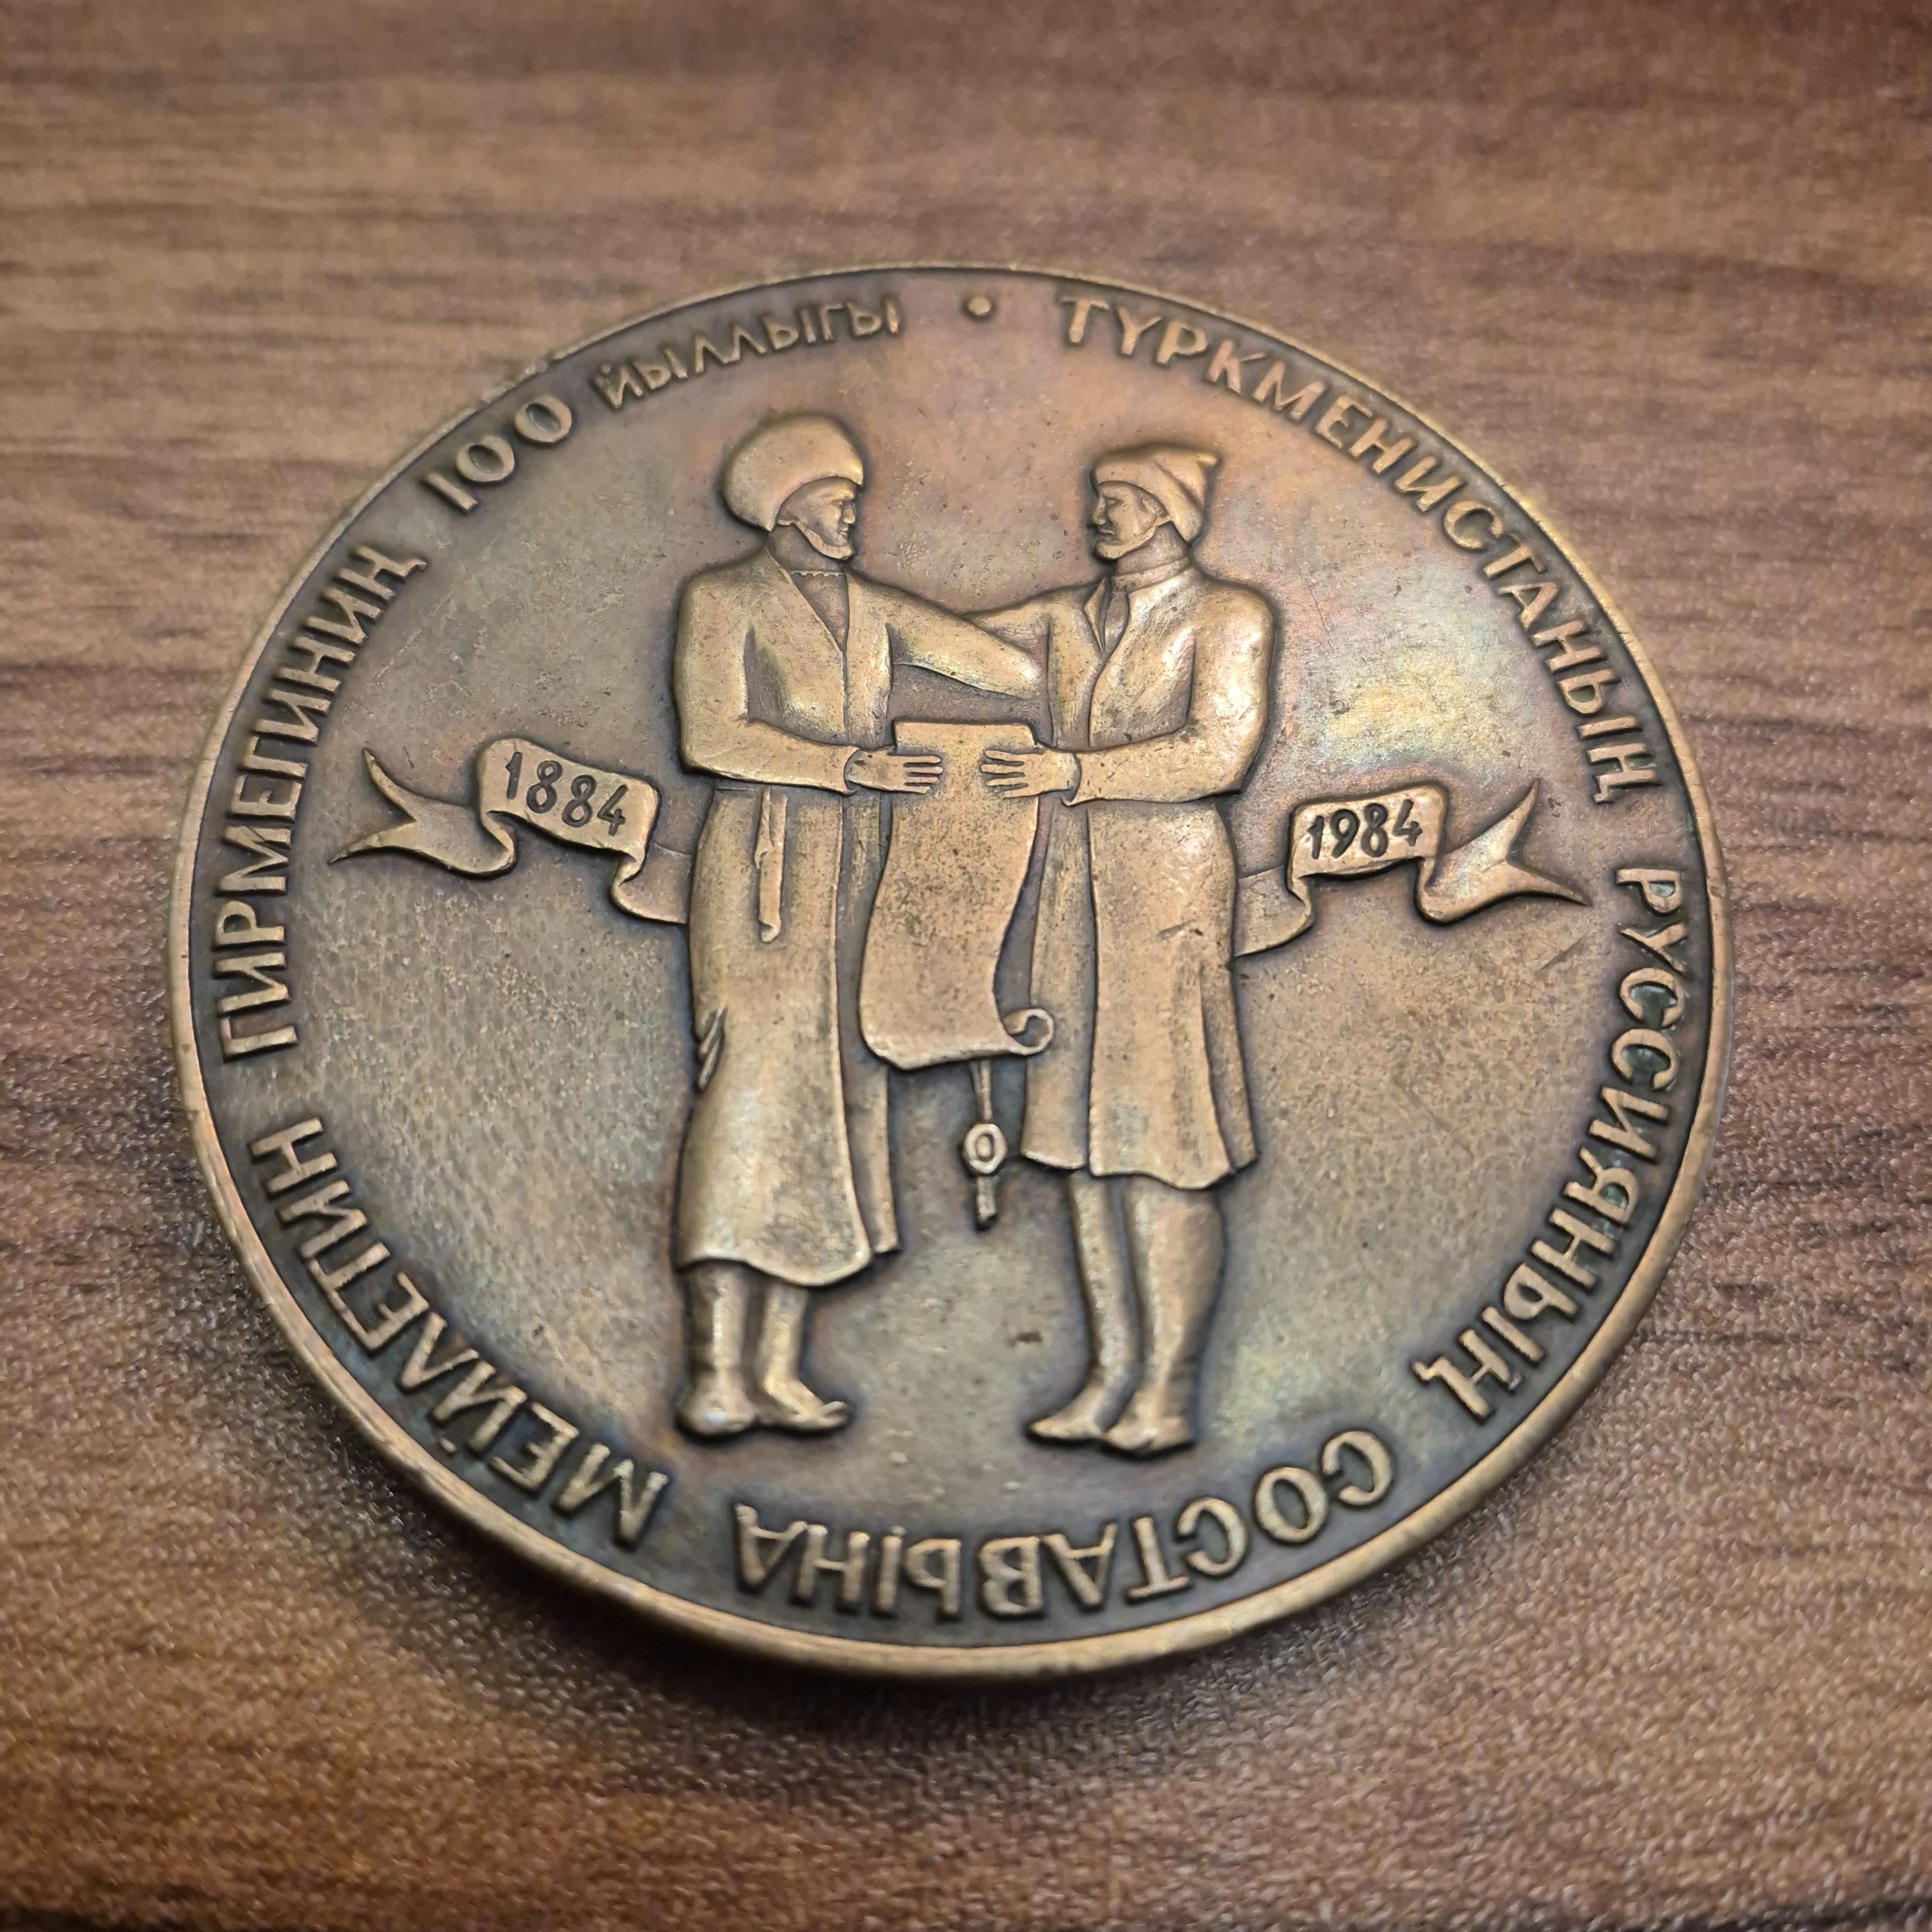 ТҮРКМЕНИСТАНЫҢ РУССИЯНЫҢ СОСТАВЫНА МЕЙЛЕТИН ГИРМЕГИНИҢ 100 ЙЫЛЛЫГЫ •
1884
1984